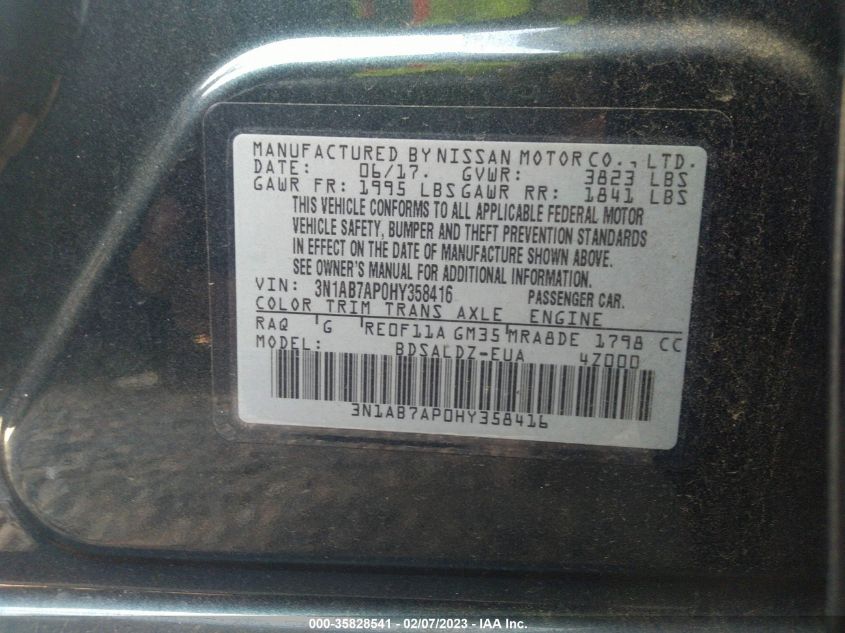 MANUFACTURED BY NISSAN MOTOR CO., LTD.
DATE: 06/17. GVWR: 3823 LBS
GAWR FR: 1995 LBS GAWR RR: 1841 LBS
THIS VEHICLE CONFORMS TO ALL APPLICABLE FEDERAL MOTOR
VEHICLE SAFETY, BUMPER AND THEFT PREVENTION STANDARDS
IN EFFECT ON THE DATE OF MANUFACTURE SHOWN ABOVE.
SEE OWNER'S MANUAL FOR ADDITIONAL INFORMATION.
VIN: 3N1AB7AP0HY358416 PASSENGER CAR.
COLOR TRIM TRANS AXLE ENGINE
RAQ G RE0F11A GM35 MRA8DE 1798 CC
MODEL: BDSALDZ-EUA 4Z000
3N1AB7AP0HY358416
000-35828541 - 02/07/2023 - IAA Inc.